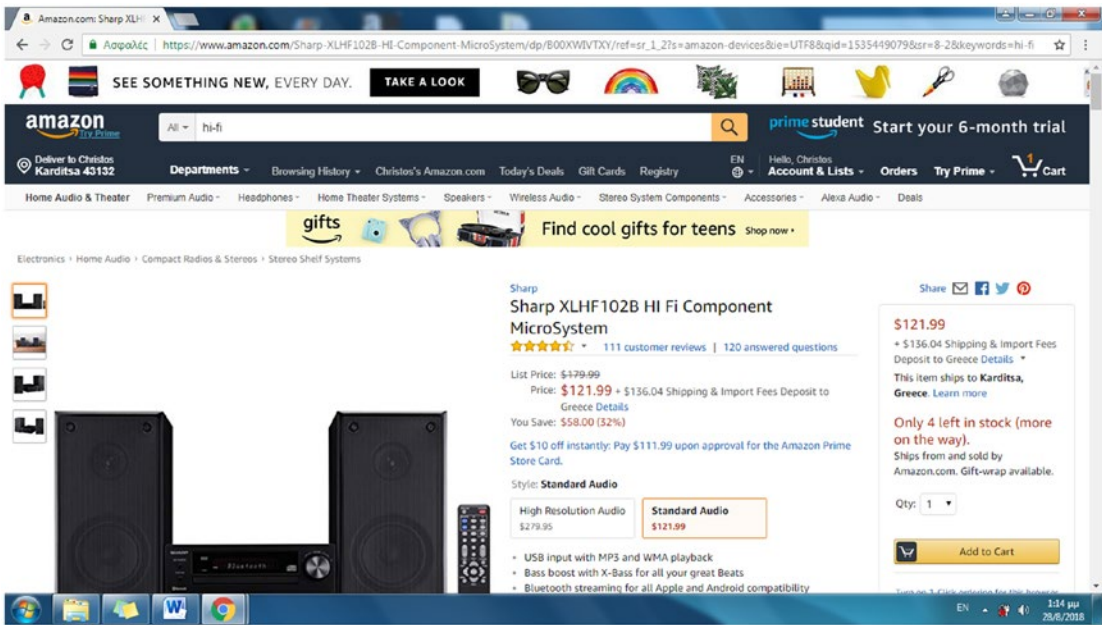 Amazon.com: Sharp XLHI
Ασφαλές | https://www.amazon.com/Sharp-XLHF102B-HI-Component-MicroSystem/dp/B00XWIVTXY/ref=sr_1_2?s=amazon-devices&ie=UTF8&qid=1535449079&sr=8-2&keywords=hi-fi
SEE SOMETHING NEW, EVERY DAY. TAKE A LOOK
amazon
Try Prime
All hi-fi
prime student Start your 6-month trial
Deliver to Christos
Karditsa 43132
Departments Browsing History Christos's Amazon.com Today's Deals Gift Cards Registry
EN
Hello, Christos
Account & Lists Orders Try Prime 1 Cart
Home Audio & Theater Premium Audio Headphones Home Theater Systems Speakers Wireless Audio Stereo System Components Accessories Alexa Audio Deals
gifts Find cool gifts for teens Shop now
Electronics › Home Audio › Compact Radios & Stereos › Stereo Shelf Systems
Sharp
Sharp XLHF102B HI Fi Component
MicroSystem
111 customer reviews | 120 answered questions
List Price: $179.99
Price: $121.99 + $136.04 Shipping & Import Fees Deposit to
Greece Details
You Save: $58.00 (32%)
Get $10 off instantly: Pay $111.99 upon approval for the Amazon Prime
Store Card.
Style: Standard Audio
High Resolution Audio
$279.95
Standard Audio
$121.99
• USB input with MP3 and WMA playback
• Bass boost with X-Bass for all your great Beats
• Bluetooth streaming for all Apple and Android compatibility
Share
$121.99
+ $136.04 Shipping & Import Fees
Deposit to Greece Details
This item ships to Karditsa,
Greece. Learn more
Only 4 left in stock (more
on the way).
Ships from and sold by
Amazon.com. Gift-wrap available.
Qty: 1
Add to Cart
Turn on 1-Click ordering for this browser
SHARP
Bluetooth
EN
1:14 μμ
28/8/2018